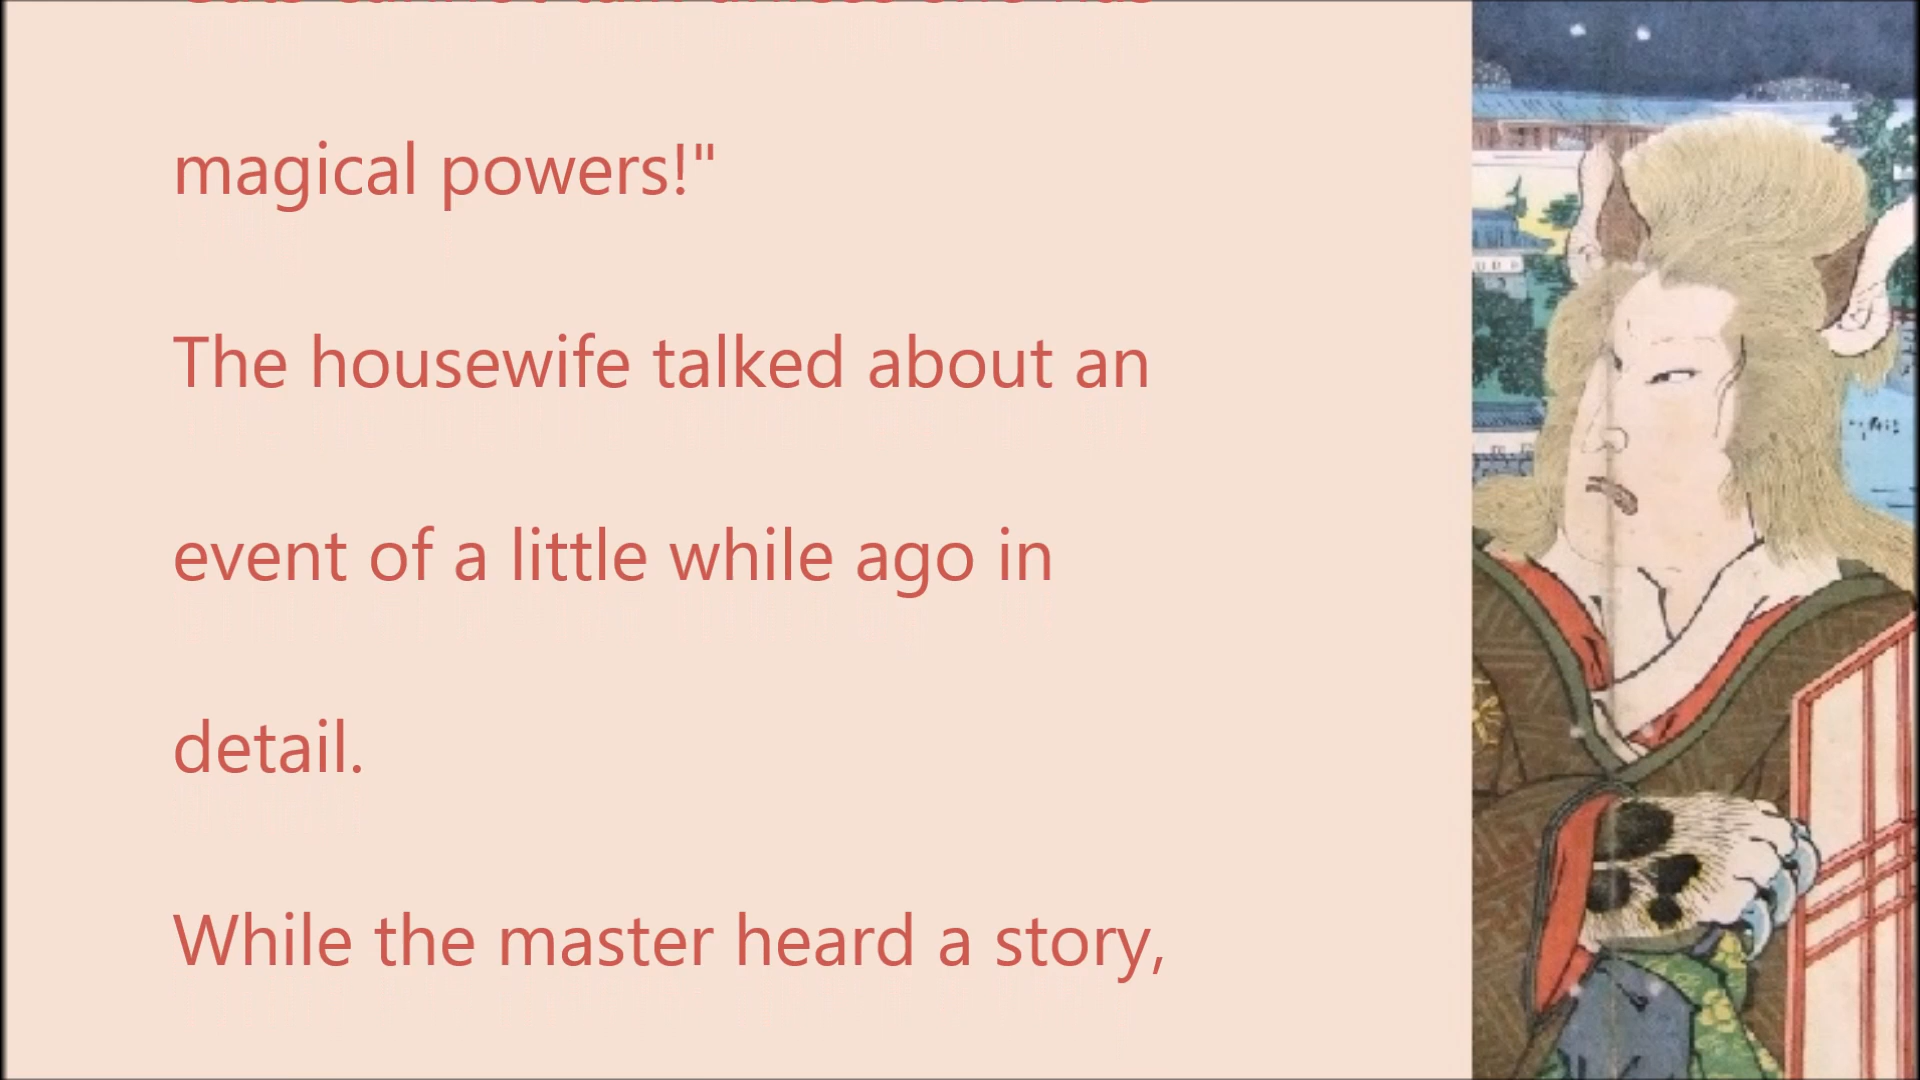 magical powers!"
The housewife talked about an
event of a little while ago in
detail.
While the master heard a story,